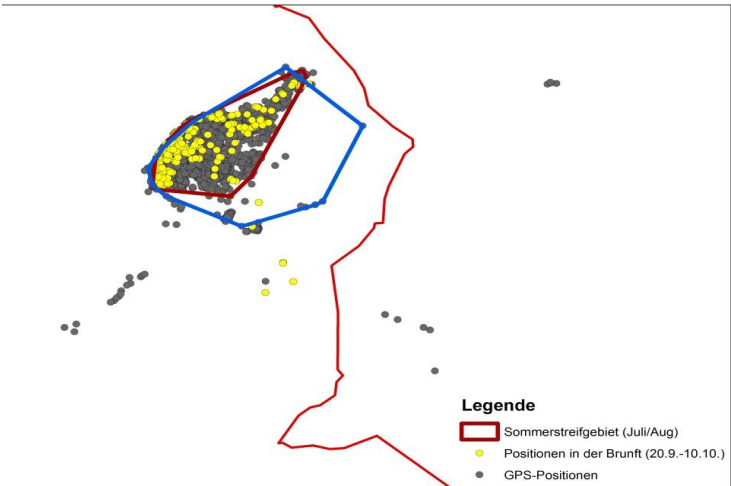 Legende
Sommerstreifgebiet (Juli/Aug)
Positionen in der Brunft (20.9.-10.10.)
GPS-Positionen